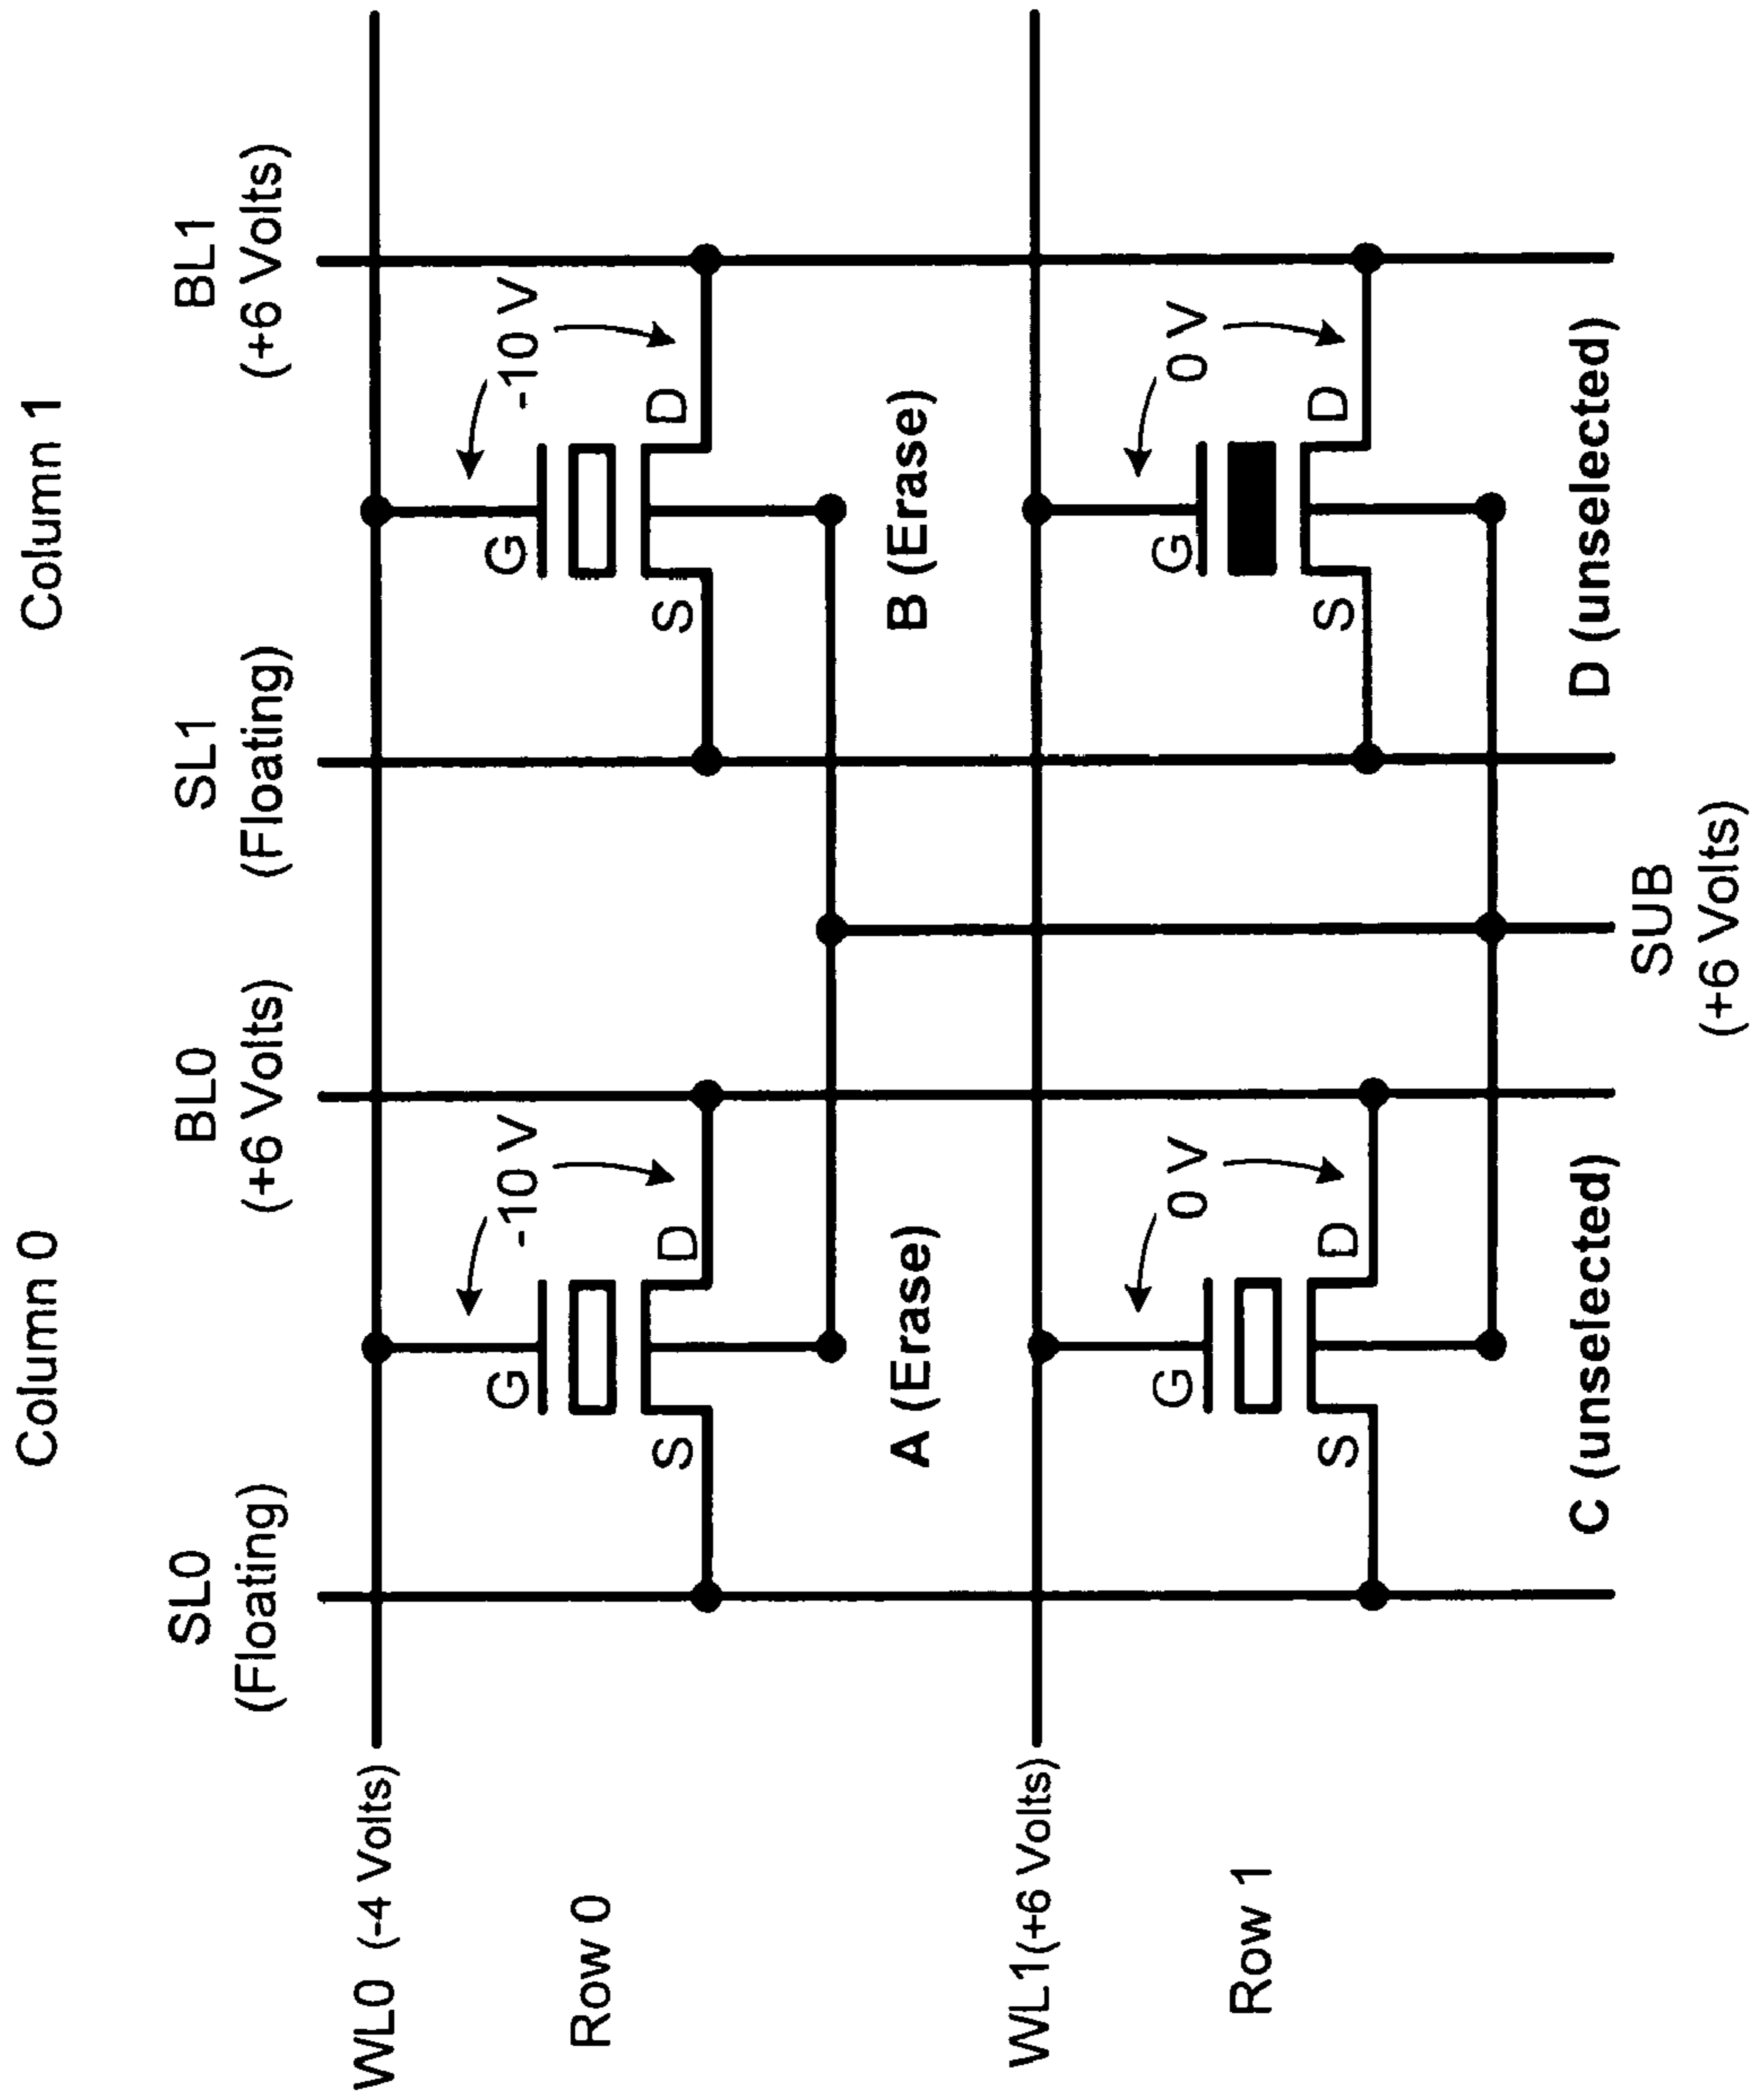 Column 0
Column 1
SL0
(Floating)
BL0
(+6 Volts)
SL1
(Floating)
BL1
(+6 Volts)
WL0 (-4 Volts)
G
-10 V
G
-10 V
Row 0
S
D
S
D
A (Erase)
B (Erase)
WL1(+6 Volts)
G
0 V
G
0 V
Row 1
S
D
S
D
C (unselected)
D (unselected)
SUB
(+6 Volts)